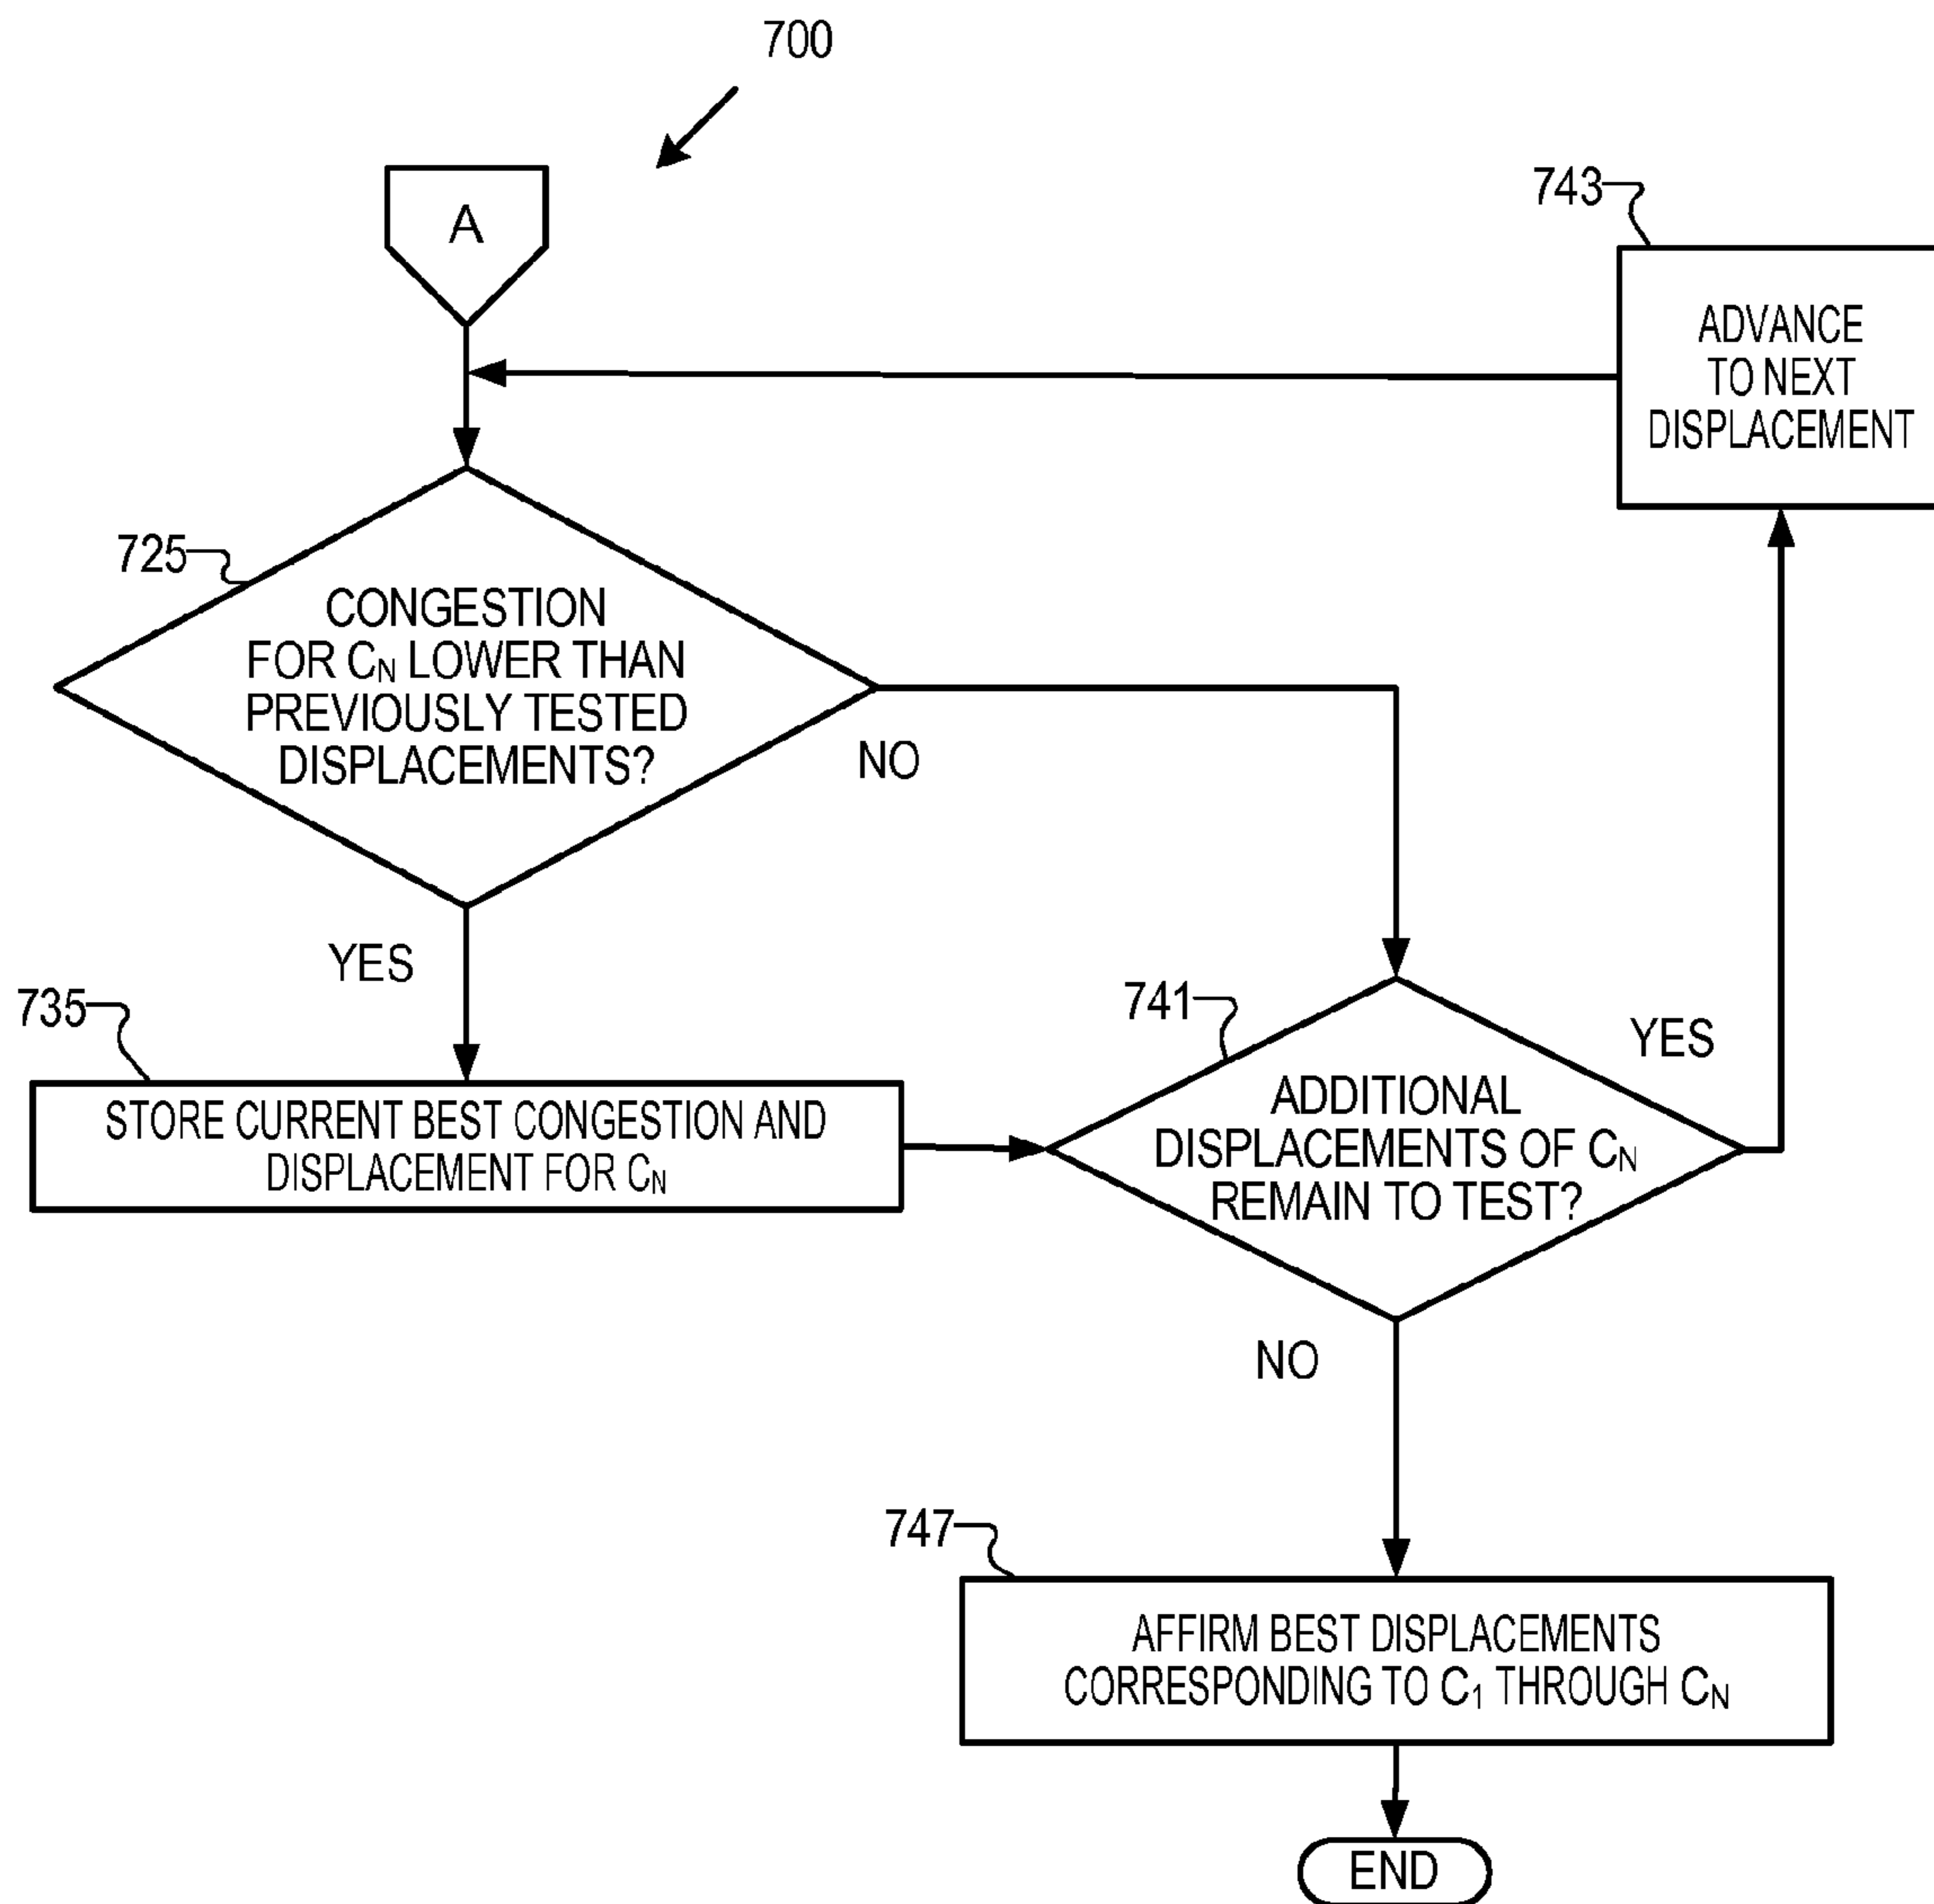 700
A
743
ADVANCE
TO NEXT
DISPLACEMENT
725
CONGESTION
FOR CN LOWER THAN
PREVIOUSLY TESTED
DISPLACEMENTS?
NO
YES
735
STORE CURRENT BEST CONGESTION AND
DISPLACEMENT FOR CN
741
YES
ADDITIONAL
DISPLACEMENTS OF CN
REMAIN TO TEST?
NO
747
AFFIRM BEST DISPLACEMENTS
CORRESPONDING TO C1 THROUGH CN
END